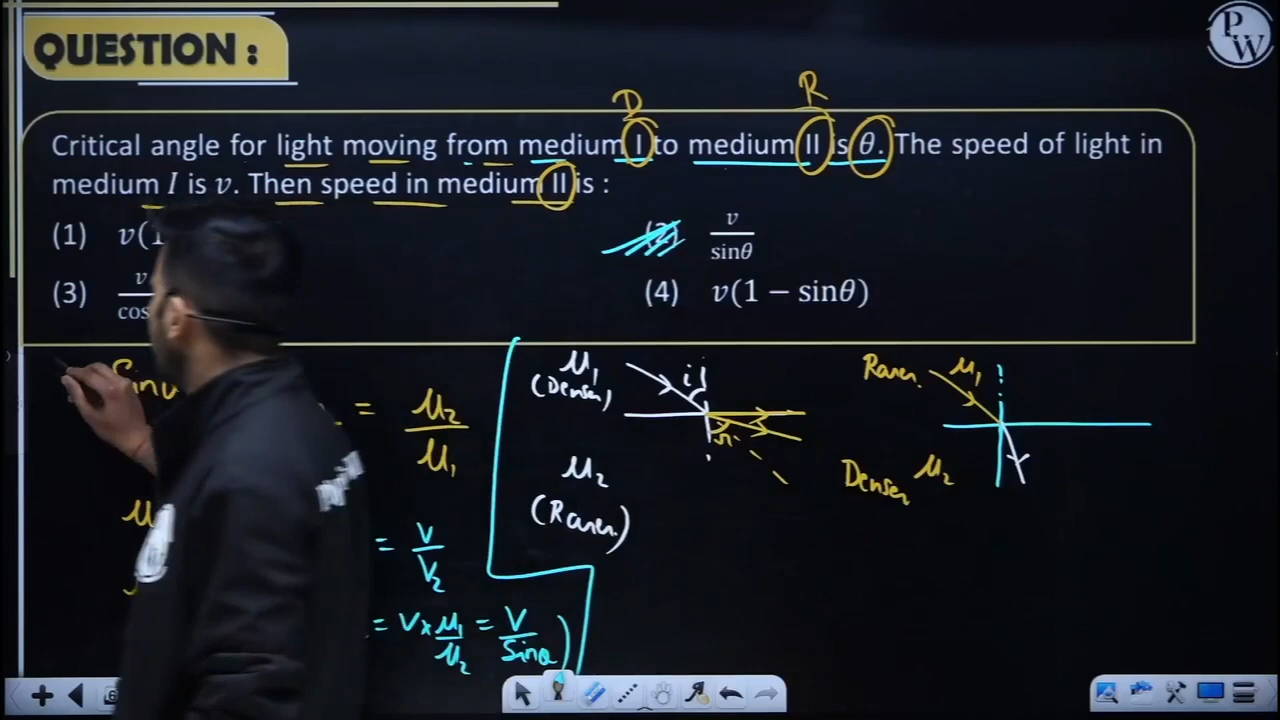 QUESTION :
P
W
D R
Critical angle for light moving from medium I to medium II is θ. The speed of light in
medium I is v. Then speed in medium II is :
(1) v(1
(2) v/sinθ
(3) v/cos
(4) v(1 − sinθ)
= μ₂/μ₁
= V/V₂
= V × μ₁/μ₂ = V/Sinθ
μ₁
(Denser)
i
r
μ₂
(Rarer)
Rarer μ₁
Denser μ₂